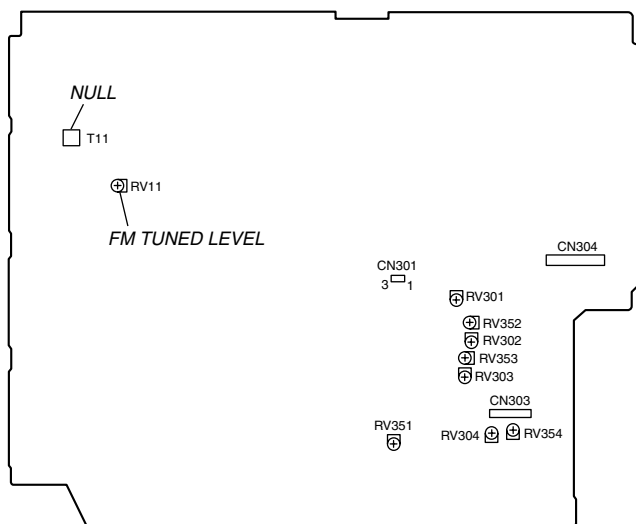 NULL
T11
RV11
FM TUNED LEVEL
CN304
CN301
3 1
RV301
RV352
RV302
RV353
RV303
CN303
RV351
RV304
RV354